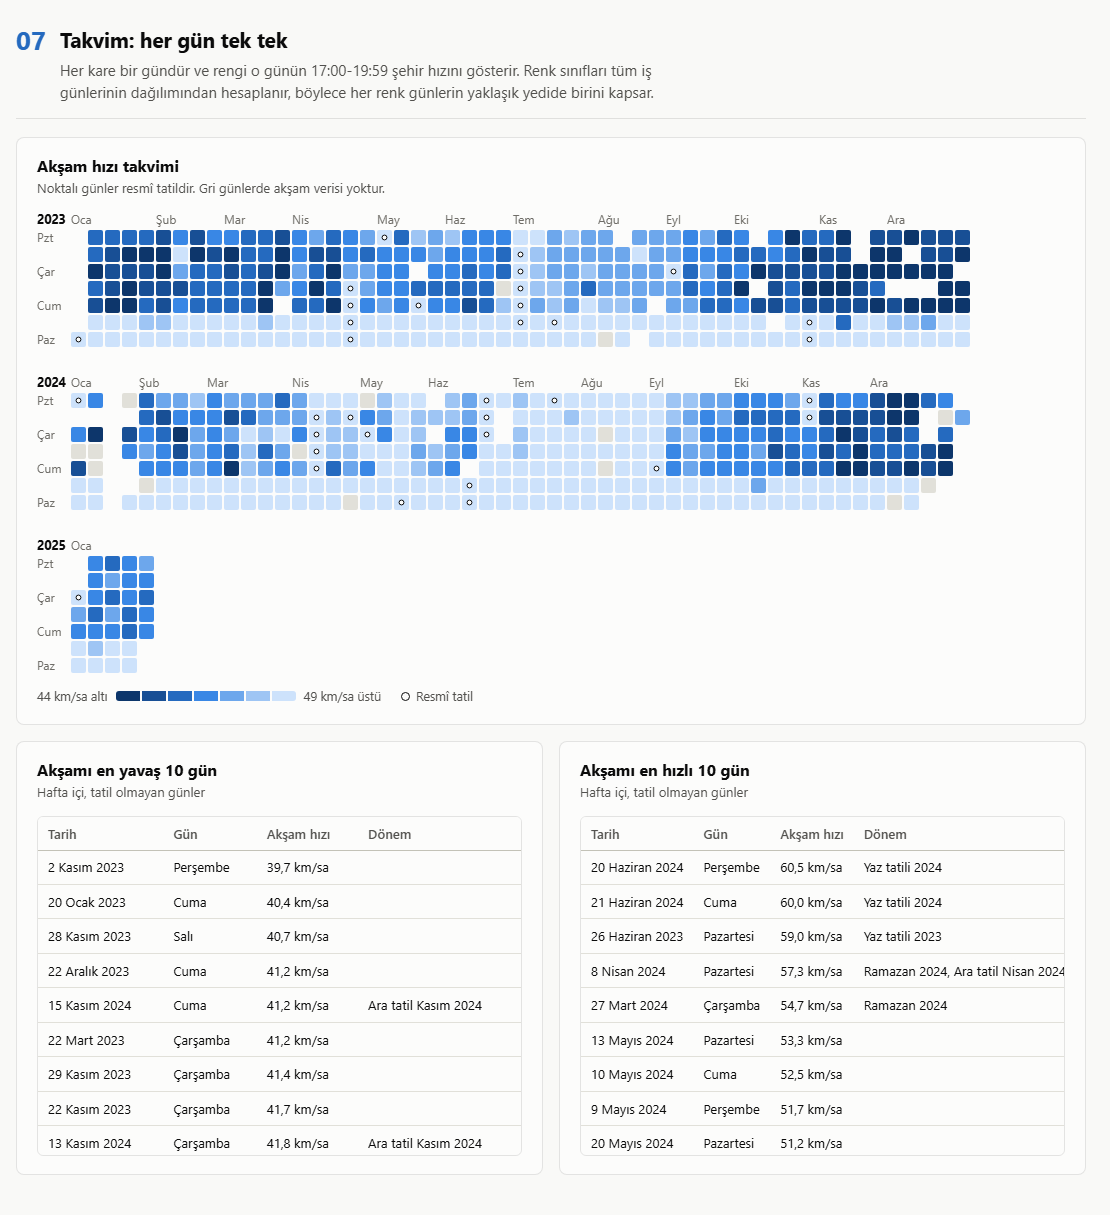 07 Takvim: her gün tek tek
Her kare bir gündür ve rengi o günün 17:00-19:59 şehir hızını gösterir. Renk sınıfları tüm iş
günlerinin dağılımından hesaplanır, böylece her renk günlerin yaklaşık yedide birini kapsar.
Akşam hızı takvimi
Noktalı günler resmî tatildir. Gri günlerde akşam verisi yoktur.
2023 Oca Şub Mar Nis May Haz Tem Ağu Eyl Eki Kas Ara
Pzt
Çar
Cum
Paz
2024 Oca Şub Mar Nis May Haz Tem Ağu Eyl Eki Kas Ara
Pzt
Çar
Cum
Paz
2025 Oca
Pzt
Çar
Cum
Paz
44 km/sa altı 49 km/sa üstü Resmî tatil
Akşamı en yavaş 10 gün
Hafta içi, tatil olmayan günler
Tarih Gün Akşam hızı Dönem
2 Kasım 2023 Perşembe 39,7 km/sa
20 Ocak 2023 Cuma 40,4 km/sa
28 Kasım 2023 Salı 40,7 km/sa
22 Aralık 2023 Cuma 41,2 km/sa
15 Kasım 2024 Cuma 41,2 km/sa Ara tatil Kasım 2024
22 Mart 2023 Çarşamba 41,2 km/sa
29 Kasım 2023 Çarşamba 41,4 km/sa
22 Kasım 2023 Çarşamba 41,7 km/sa
13 Kasım 2024 Çarşamba 41,8 km/sa Ara tatil Kasım 2024
Akşamı en hızlı 10 gün
Hafta içi, tatil olmayan günler
Tarih Gün Akşam hızı Dönem
20 Haziran 2024 Perşembe 60,5 km/sa Yaz tatili 2024
21 Haziran 2024 Cuma 60,0 km/sa Yaz tatili 2024
26 Haziran 2023 Pazartesi 59,0 km/sa Yaz tatili 2023
8 Nisan 2024 Pazartesi 57,3 km/sa Ramazan 2024, Ara tatil Nisan 2024
27 Mart 2024 Çarşamba 54,7 km/sa Ramazan 2024
13 Mayıs 2024 Pazartesi 53,3 km/sa
10 Mayıs 2024 Cuma 52,5 km/sa
9 Mayıs 2024 Perşembe 51,7 km/sa
20 Mayıs 2024 Pazartesi 51,2 km/sa